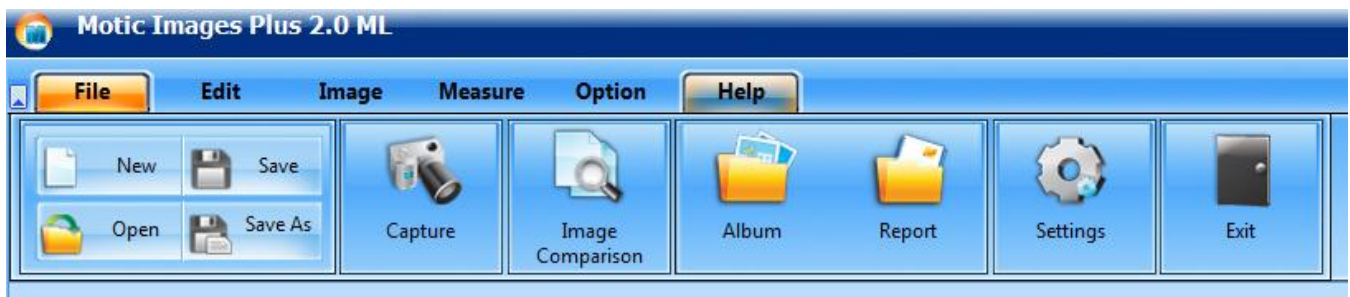 Motic Images Plus 2.0 ML
File Edit Image Measure Option Help
New Save
Open Save As
Capture
Image
Comparison
Album
Report
Settings
Exit